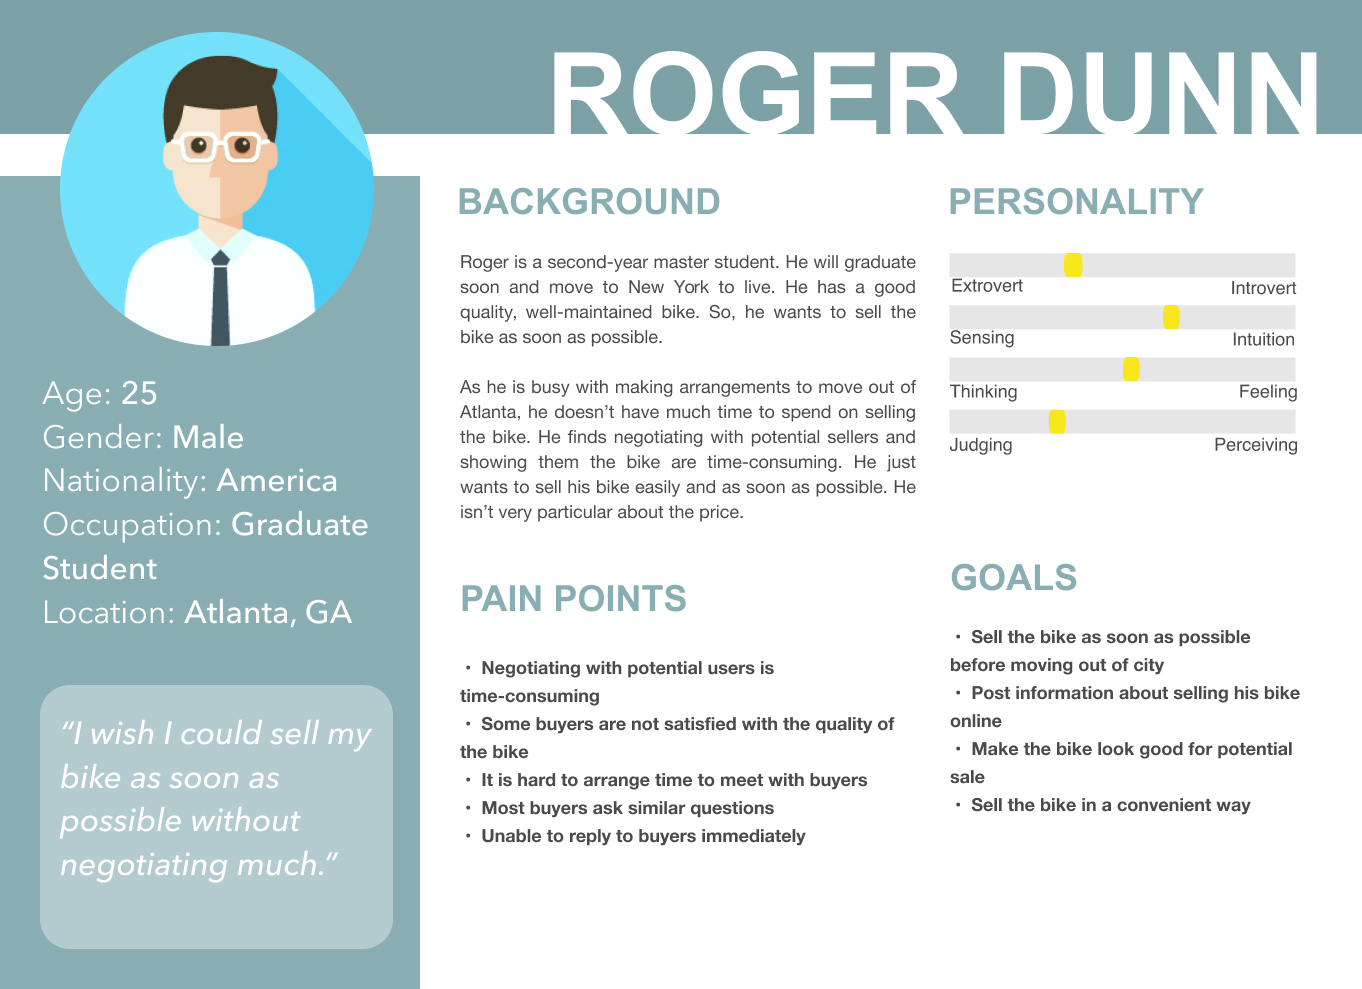 ROGER DUNN
Age: 25
Gender: Male
Nationality: America
Occupation: Graduate
Student
Location: Atlanta, GA
“I wish I could sell my
bike as soon as
possible without
negotiating much.”
BACKGROUND
Roger is a second-year master student. He will graduate
soon and move to New York to live. He has a good
quality, well-maintained bike. So, he wants to sell the
bike as soon as possible.
As he is busy with making arrangements to move out of
Atlanta, he doesn’t have much time to spend on selling
the bike. He finds negotiating with potential sellers and
showing them the bike are time-consuming. He just
wants to sell his bike easily and as soon as possible. He
isn’t very particular about the price.
PAIN POINTS
・ Negotiating with potential users is
time-consuming
・ Some buyers are not satisfied with the quality of
the bike
・ It is hard to arrange time to meet with buyers
・ Most buyers ask similar questions
・ Unable to reply to buyers immediately
PERSONALITY
Extrovert Introvert
Sensing Intuition
Thinking Feeling
Judging Perceiving
GOALS
・ Sell the bike as soon as possible
before moving out of city
・ Post information about selling his bike
online
・ Make the bike look good for potential
sale
・ Sell the bike in a convenient way